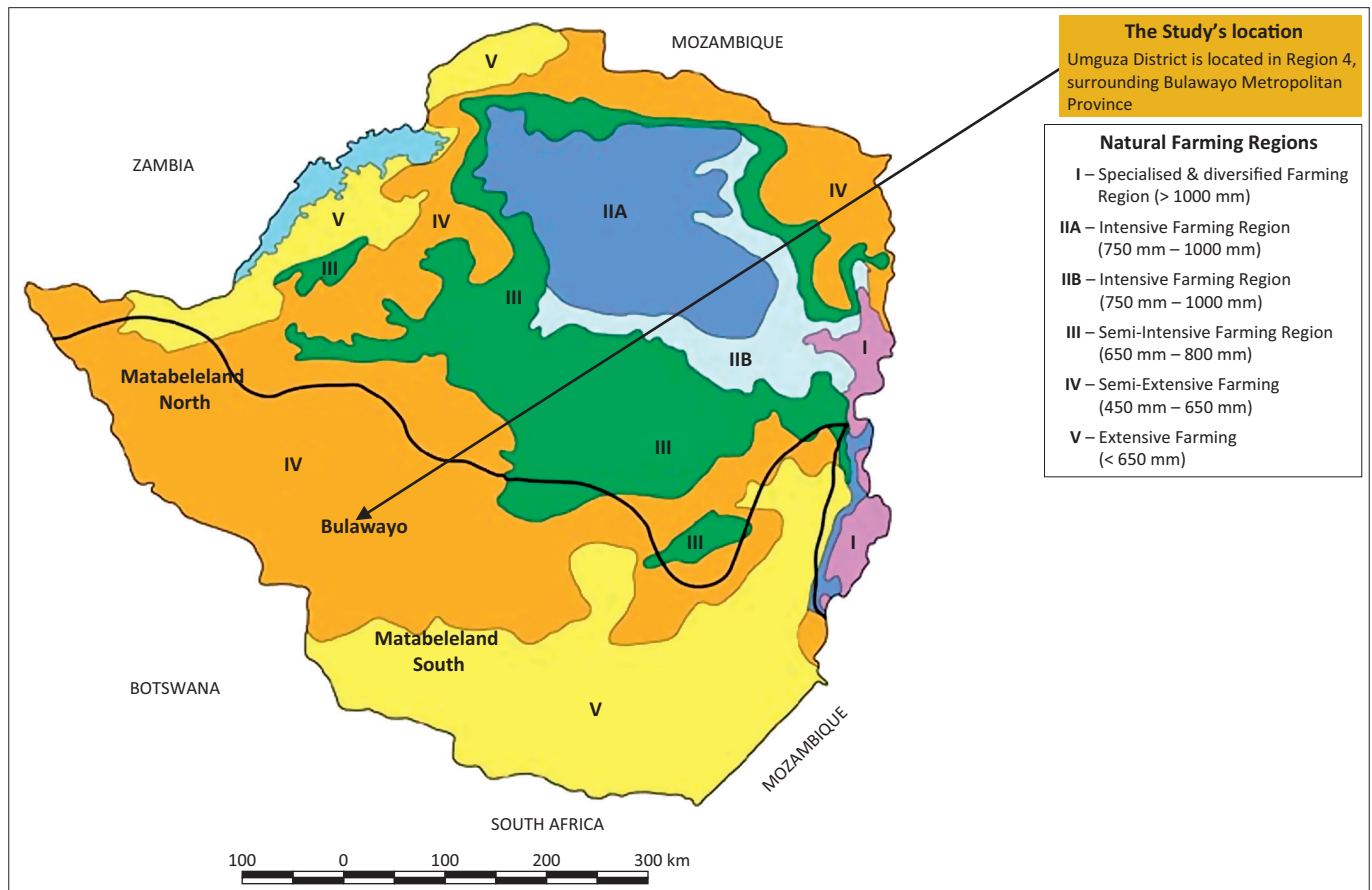 MOZAMBIQUE
V
ZAMBIA
V
IV
IIA
IV
III
III
IIB
I
Matabeleland
North
III
IV
Bulawayo
III
I
Matabeleland
South
V
BOTSWANA
MOZAMBIQUE
SOUTH AFRICA
100 0 100 200 300 km
The Study’s location
Umguza District is located in Region 4,
surrounding Bulawayo Metropolitan
Province
Natural Farming Regions
I – Specialised & diversified Farming
Region (> 1000 mm)
IIA – Intensive Farming Region
(750 mm – 1000 mm)
IIB – Intensive Farming Region
(750 mm – 1000 mm)
III – Semi-Intensive Farming Region
(650 mm – 800 mm)
IV – Semi-Extensive Farming
(450 mm – 650 mm)
V – Extensive Farming
(< 650 mm)